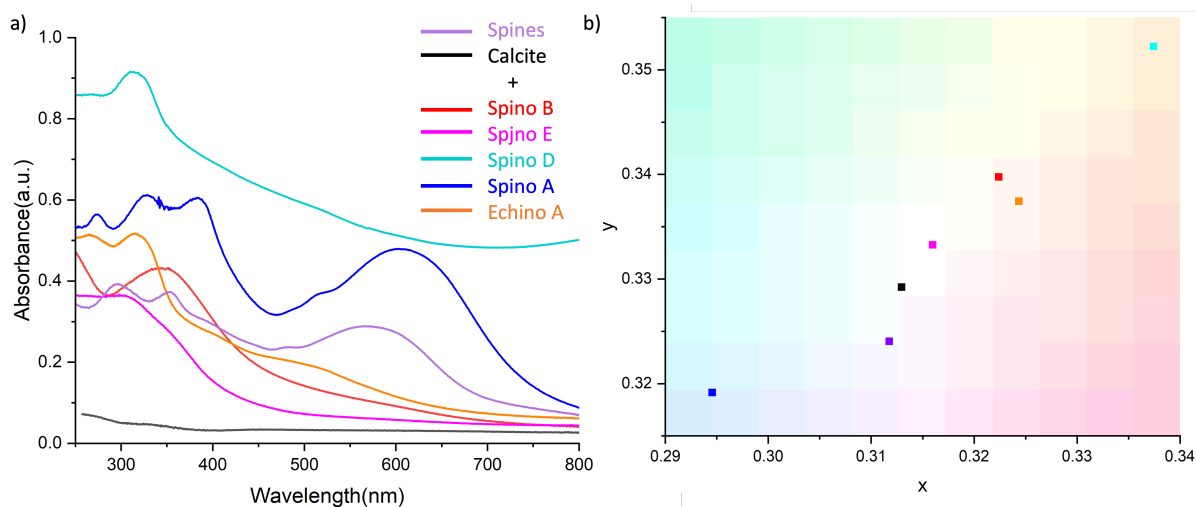 a)
Spines
Calcite
+
Spino B
Spjno E
Spino D
Spino A
Echino A
1.0
0.8
0.6
0.4
0.2
0.0
Absorbance(a.u.)
300 400 500 600 700 800
Wavelength(nm)
b)
y
0.35
0.34
0.33
0.32
0.29 0.30 0.31 0.32 0.33 0.34
x